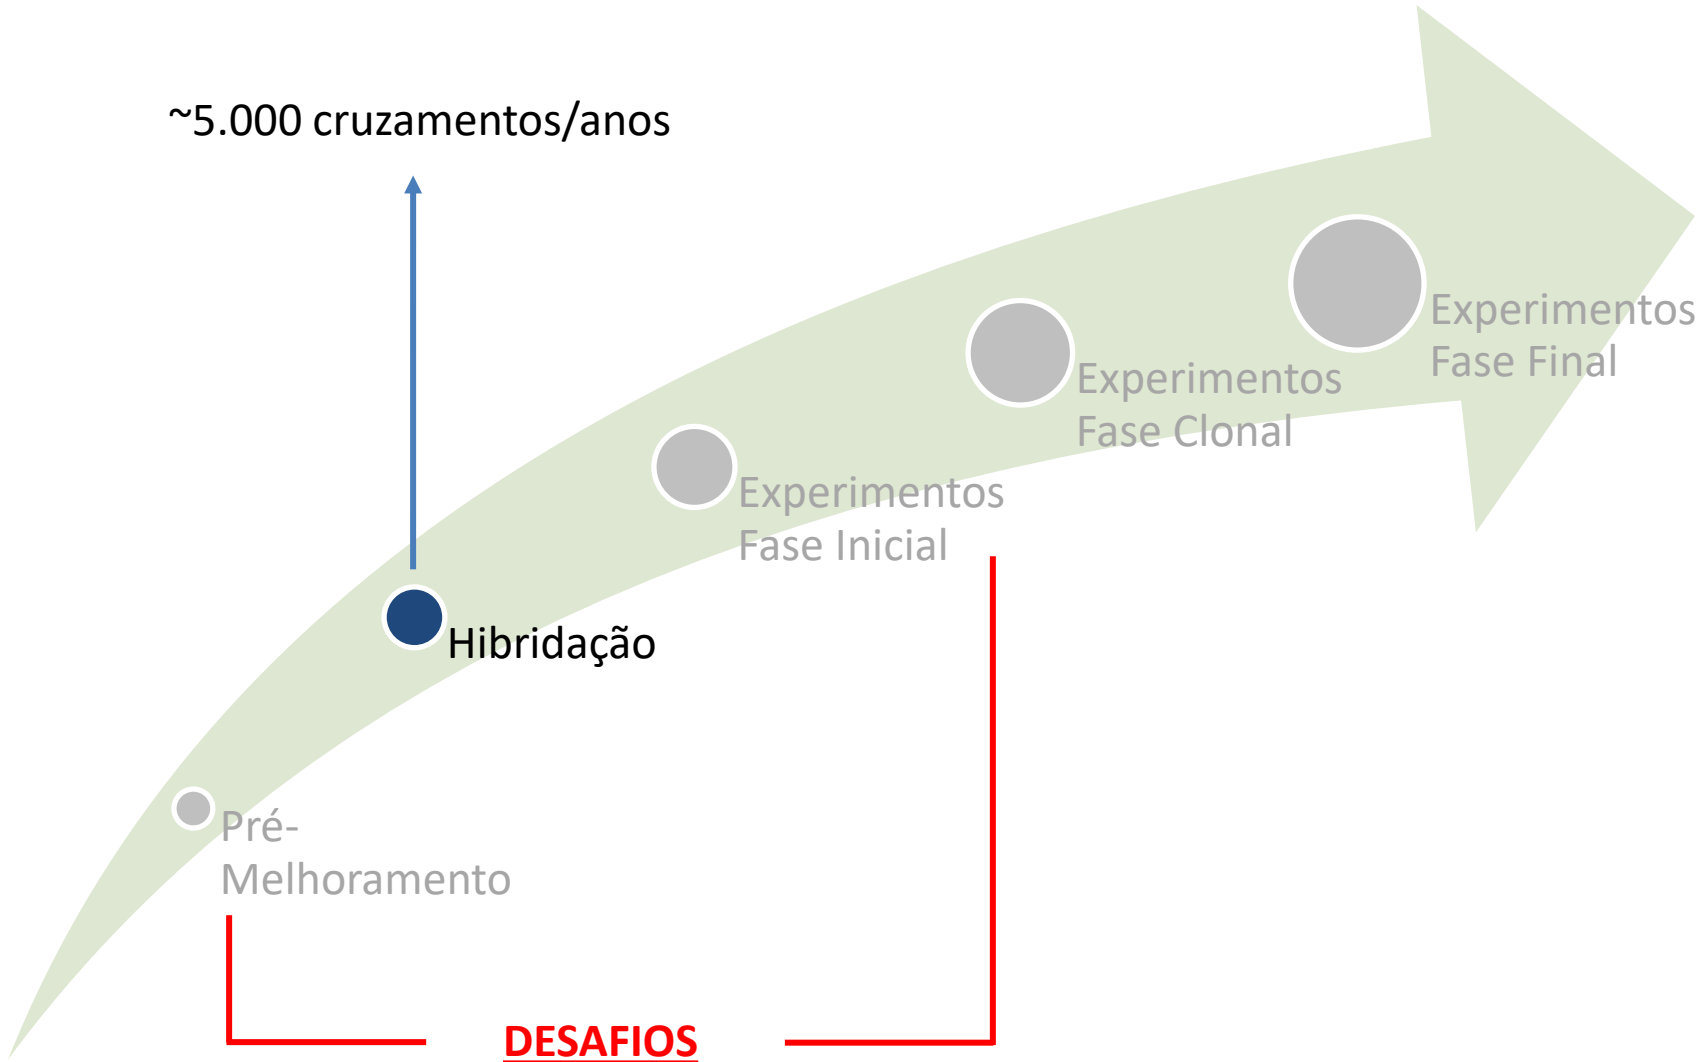 ~5.000 cruzamentos/anos
Experimentos
Fase Final
Experimentos
Fase Clonal
Experimentos
Fase Inicial
Hibridação
Pré-
Melhoramento
DESAFIOS